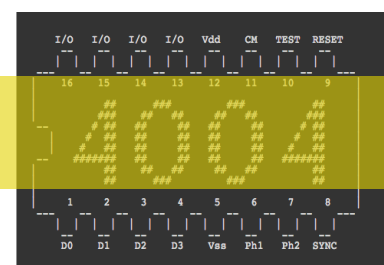 I/O I/O I/O I/O Vdd CM TEST RESET
16 15 14 13 12 11 10 9
4004
1 2 3 4 5 6 7 8
D0 D1 D2 D3 Vss Ph1 Ph2 SYNC